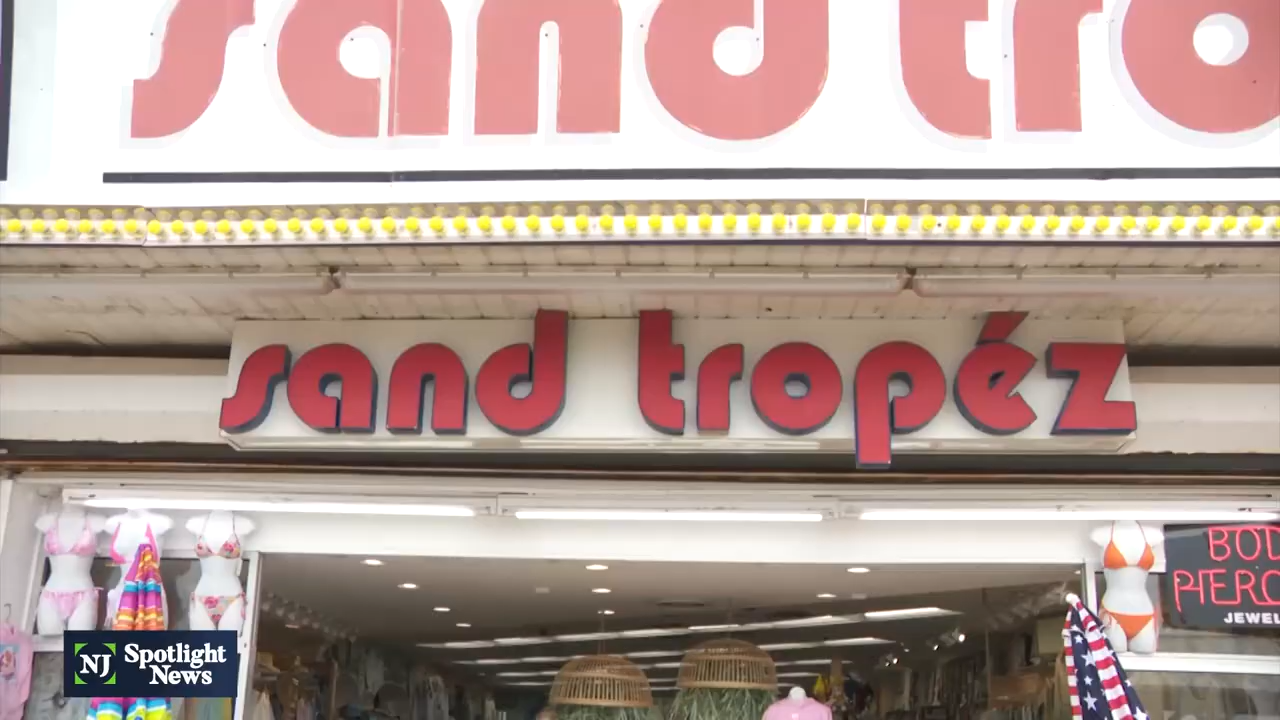 sand tro
sand tropéz
BOD
PIERC
JEWEL
NJ Spotlight
News